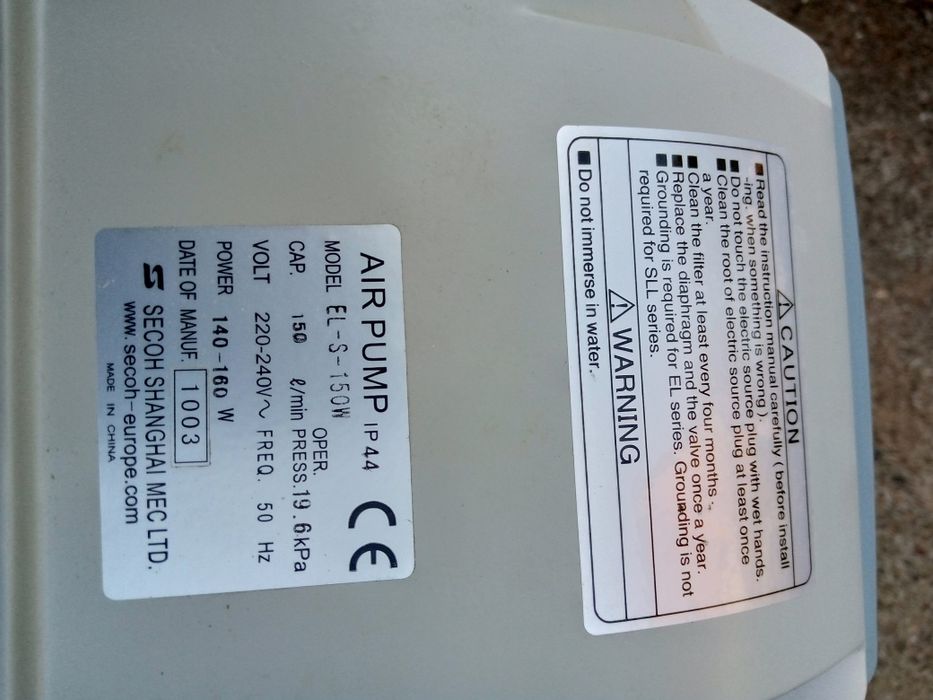 ⚠ CAUTION
■ Read the instruction manual carefully ( before install
-ing. when something is wrong ).
■ Do not touch the electric source plug with wet hands.
■ Clean the root of electric source plug at least once
a year.
■ Clean the filter at least every four months .
■ Replace the diaphragm and the valve once a year.
■ Grounding is required for EL series. Grounding is not
required for SLL series.
⚠ WARNING
■ Do not immerse in water.
AIR PUMP IP44 CE
MODEL EL-S-150W
CAP. 150 ℓ/min OPER. PRESS. 19.6kPa
VOLT 220-240V～ FREQ. 50 Hz
POWER 140-160 W
DATE OF MANUF. 1003
SECOH SHANGHAI MEC LTD.
www.secoh-europe.com
MADE IN CHINA